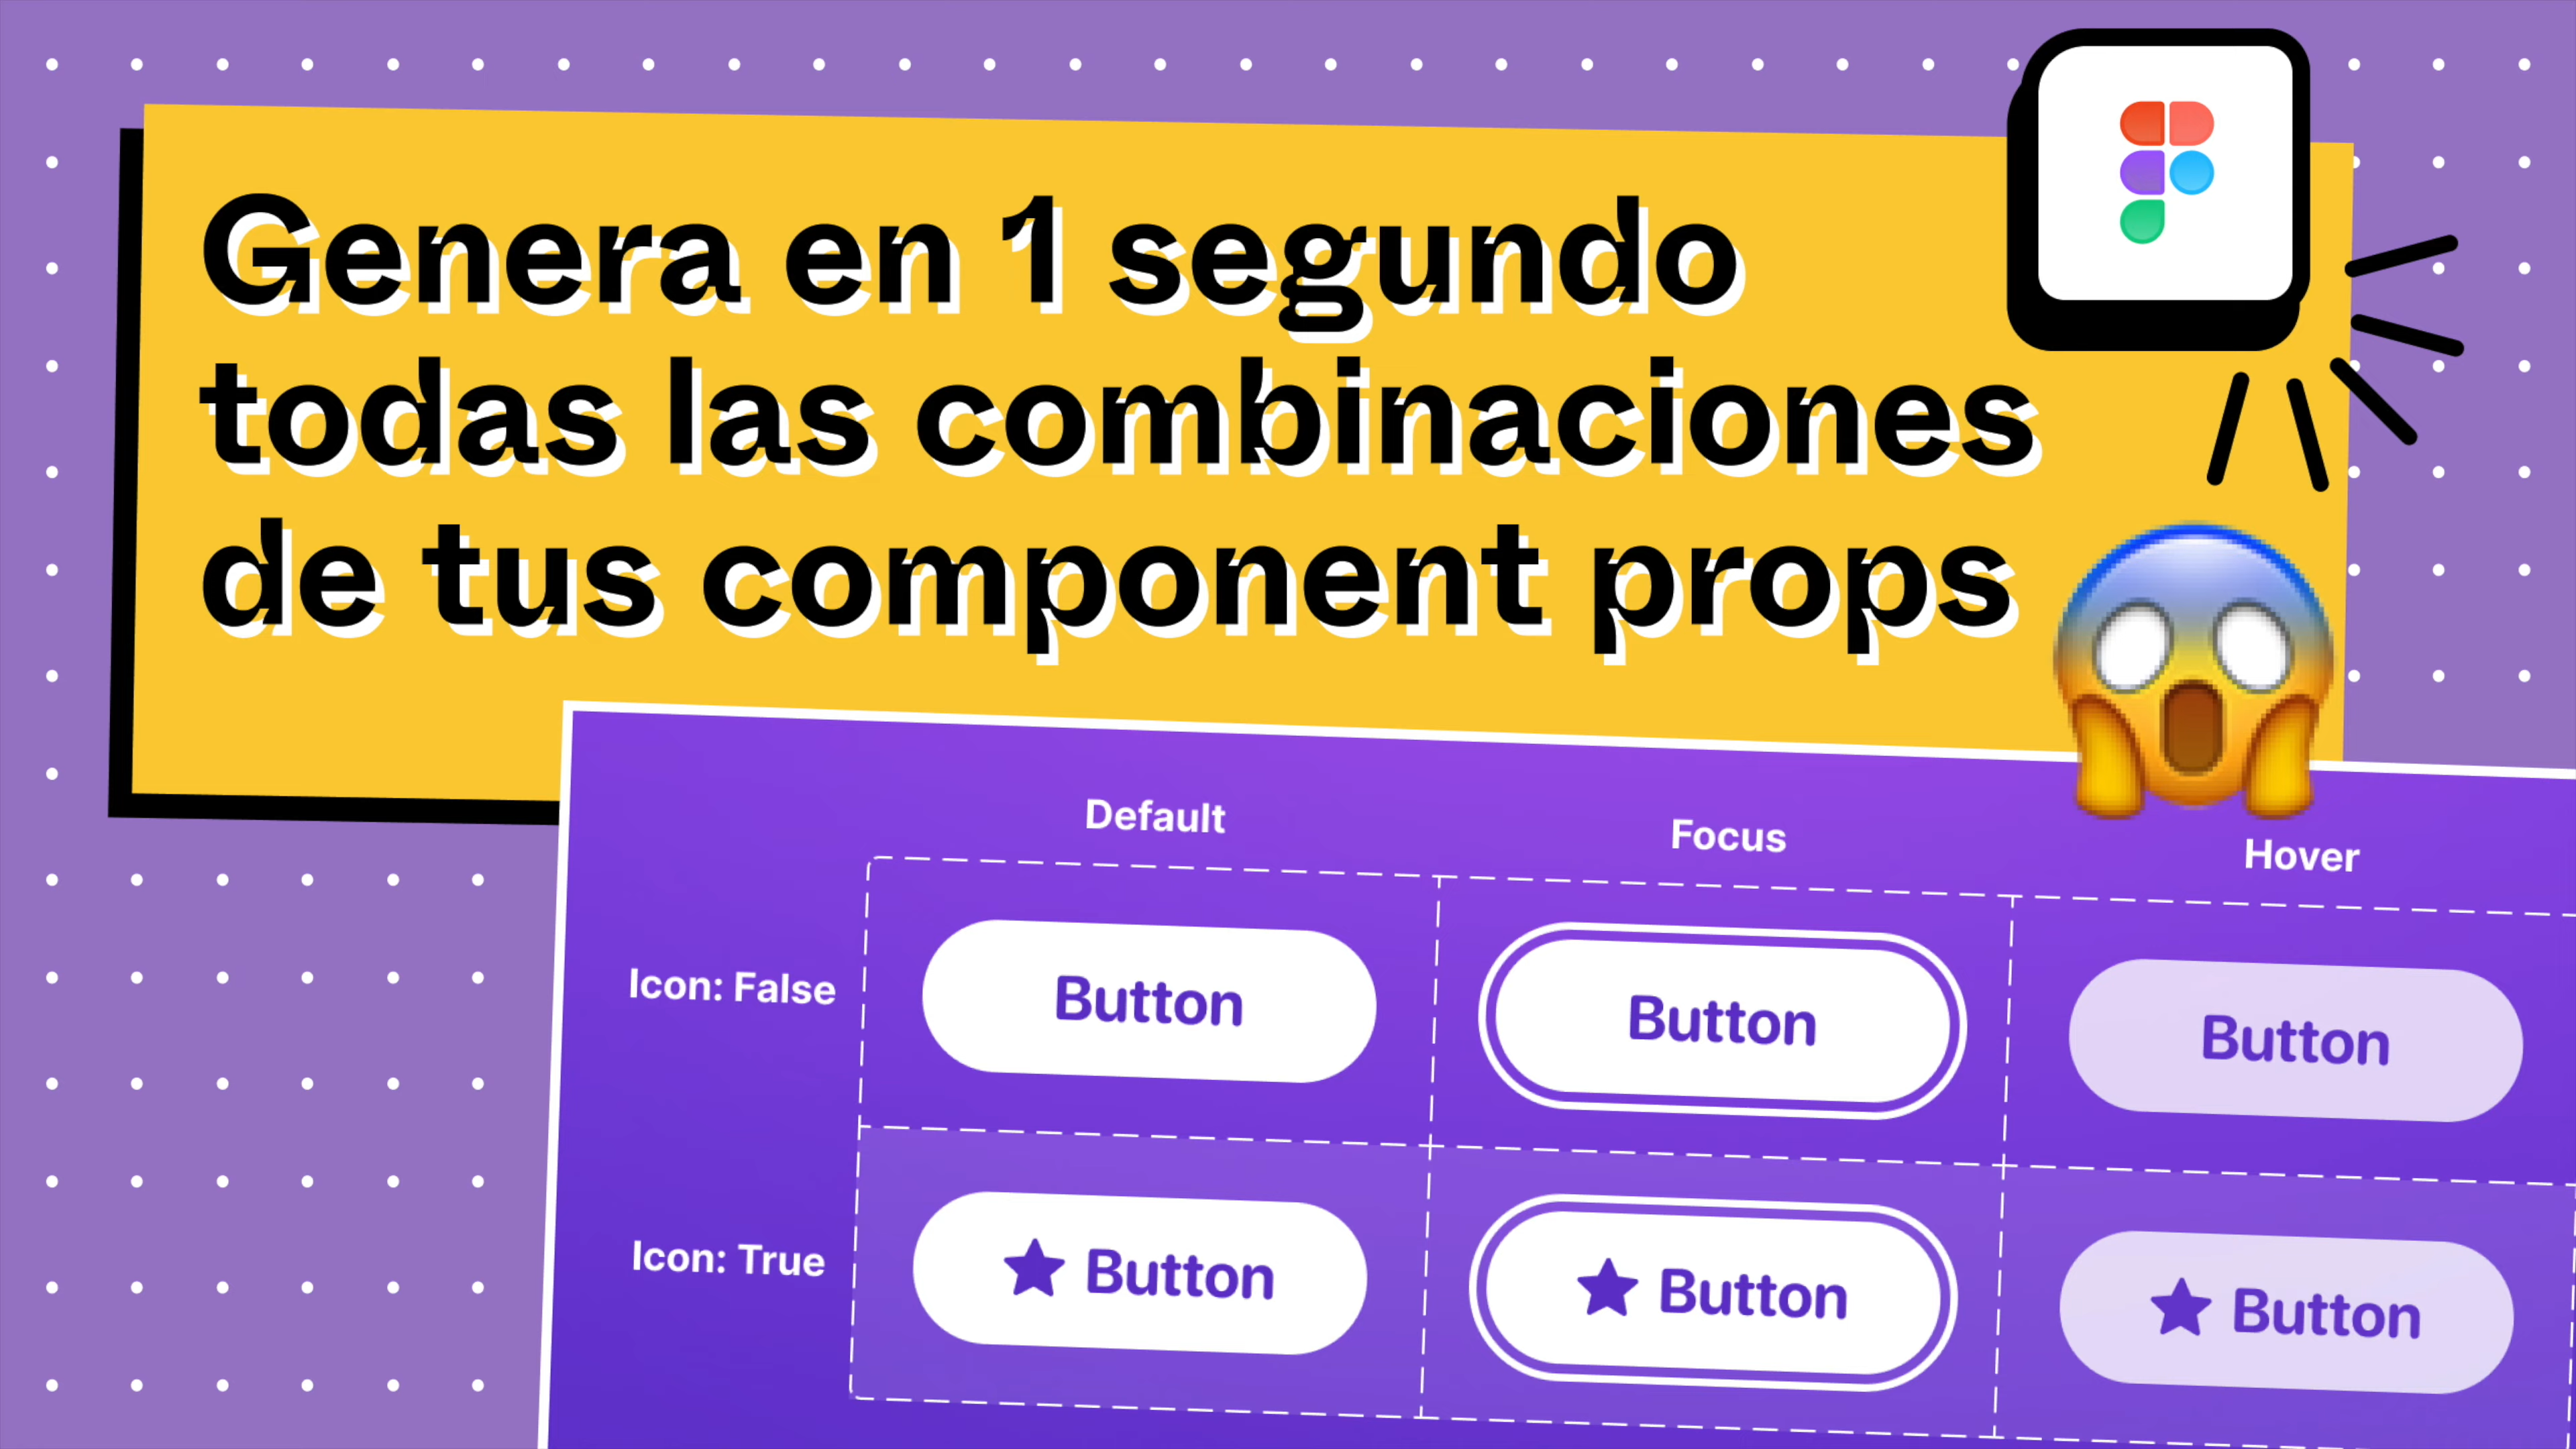 Genera en 1 segundo
todas las combinaciones
de tus component props
Default
Focus
Hover
Icon: False
Button
Button
Button
Icon: True
Button
Button
Button